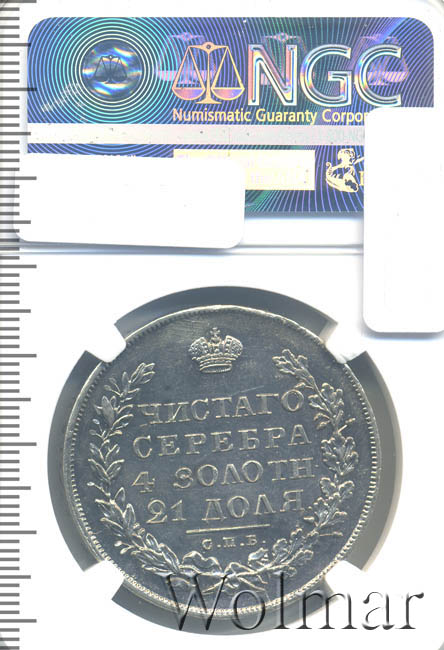 NGC
Numismatic Guaranty Corpor
ЧИСТАГО
СЕРЕБРА
4 ЗОЛОТН
21 ДОЛЯ
С.П.Б.
Wolmar